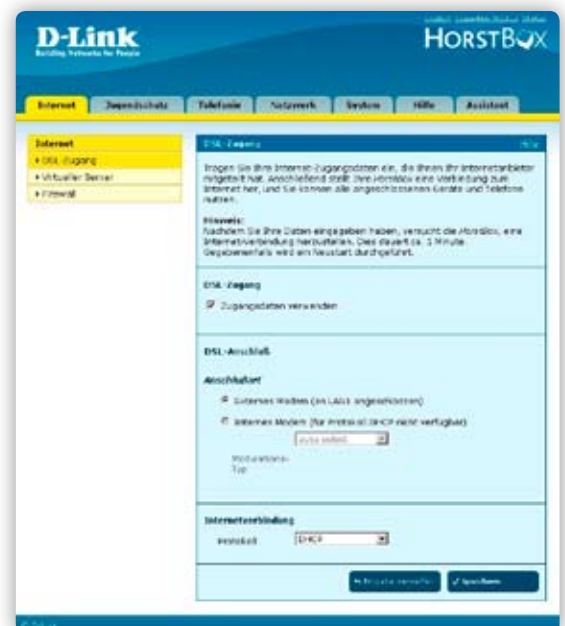 D-Link
Building Networks for People
HORSTBOX
Internet
Jugendschutz
Telefonie
Netzwerk
System
Hilfe
Assistent
Internet
DSL-Zugang
Virtueller Server
Firewall
DSL-Zugang
Hilfe
Tragen Sie Ihre Internet-Zugangsdaten ein, die Ihnen Ihr Internetanbieter
mitgeteilt hat. Anschließend stellt Ihre HorstBox eine Verbindung zum
Internet her, und Sie können alle angeschlossenen Geräte und Telefone
nutzen.
Hinweis:
Nachdem Sie Ihre Daten eingegeben haben, versucht die HorstBox, eine
Internetverbindung herzustellen. Dies dauert ca. 1 Minute.
Gegebenenfalls wird ein Neustart durchgeführt.
DSL-Zugang
Zugangsdaten verwenden
DSL-Anschluß
Anschlußart
Externes Modem (an LAN1 angeschlossen)
Internes Modem (für Protokoll DHCP nicht verfügbar)
Modulations-
Typ
Internetverbindung
Protokoll
DHCP
Speichern